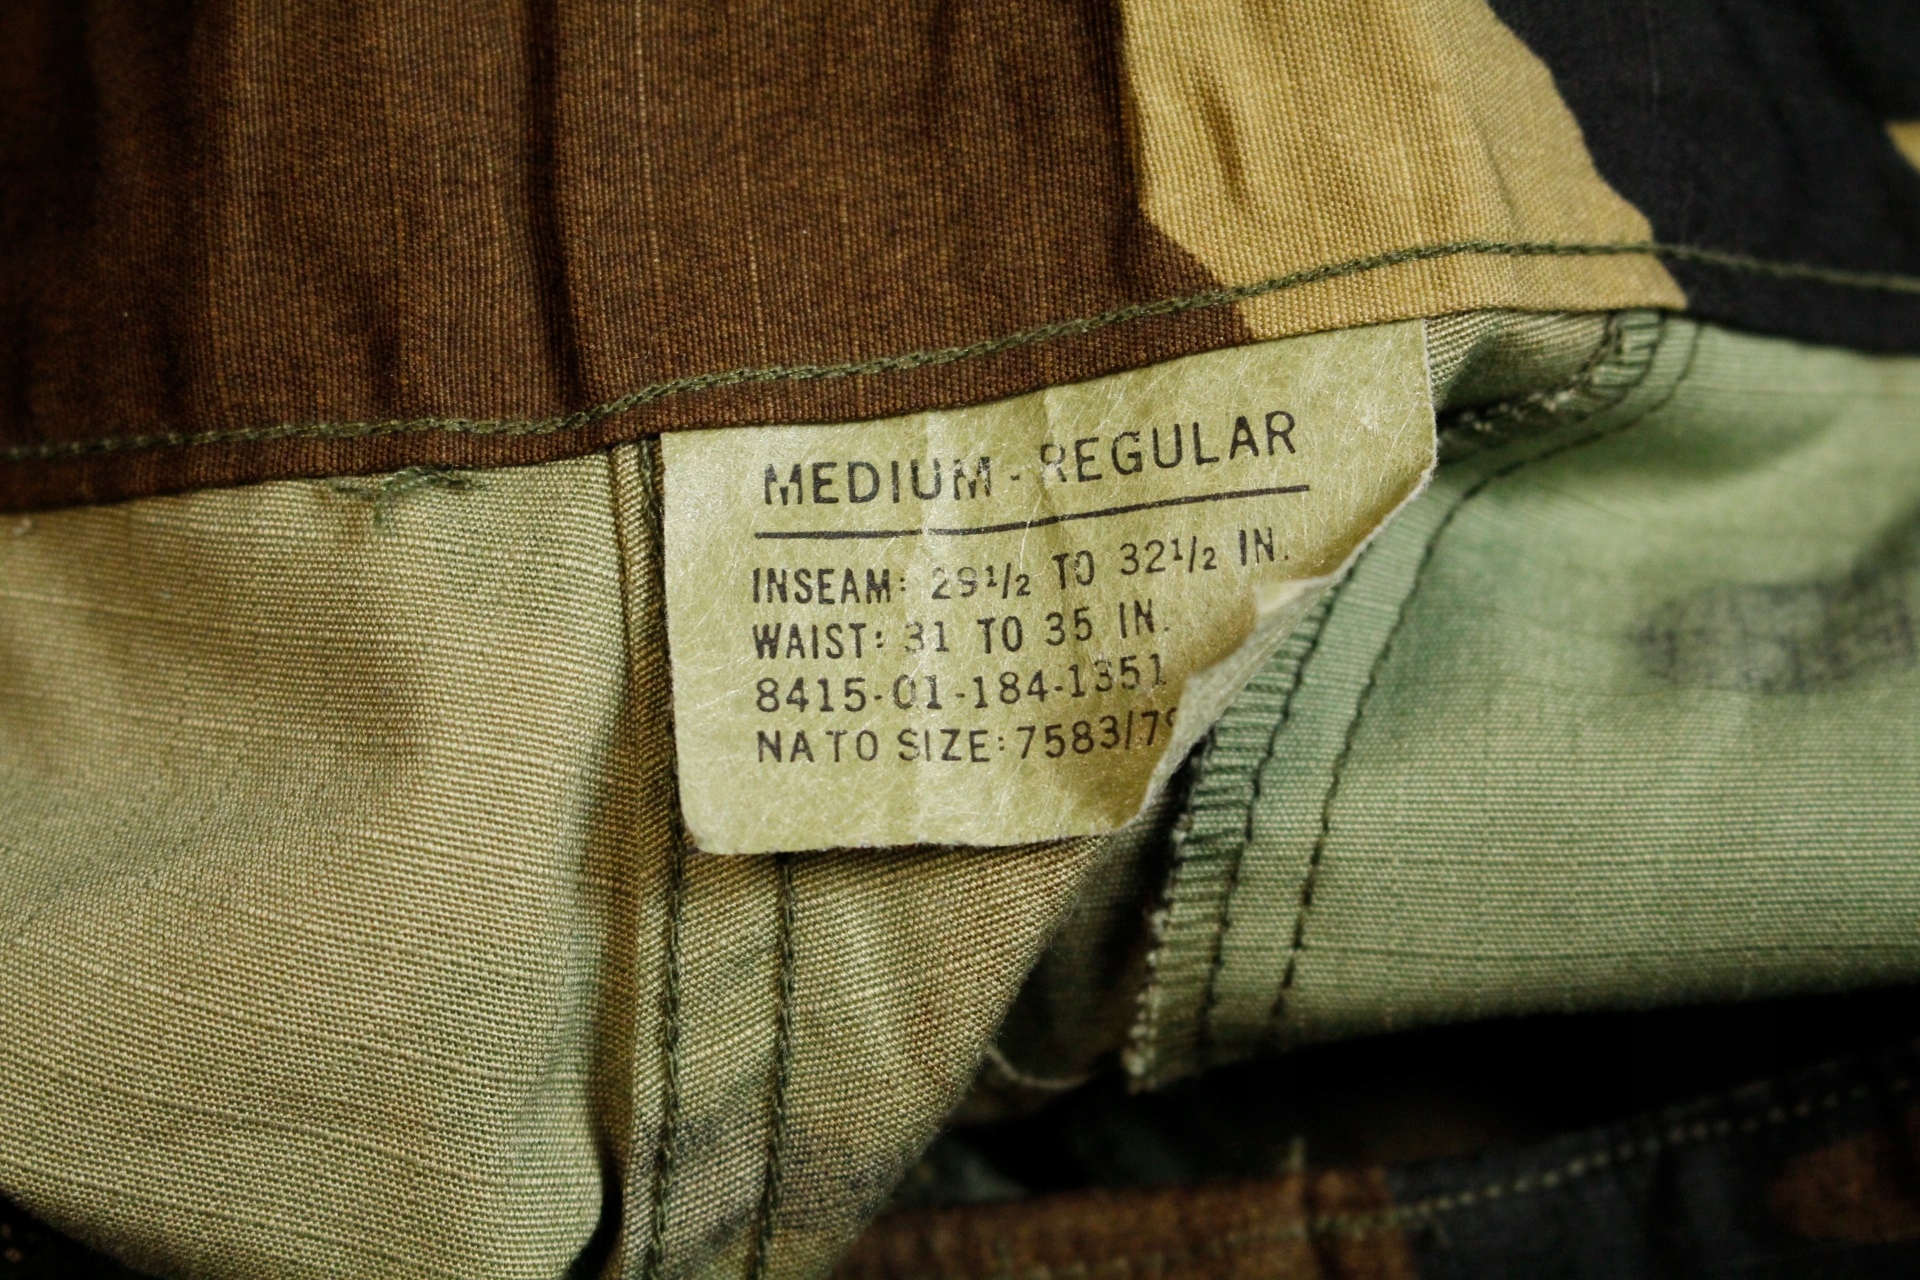 MEDIUM - REGULAR
INSEAM: 29½ TO 32½ IN.
WAIST: 31 TO 35 IN.
8415-01-184-1351
NATO SIZE: